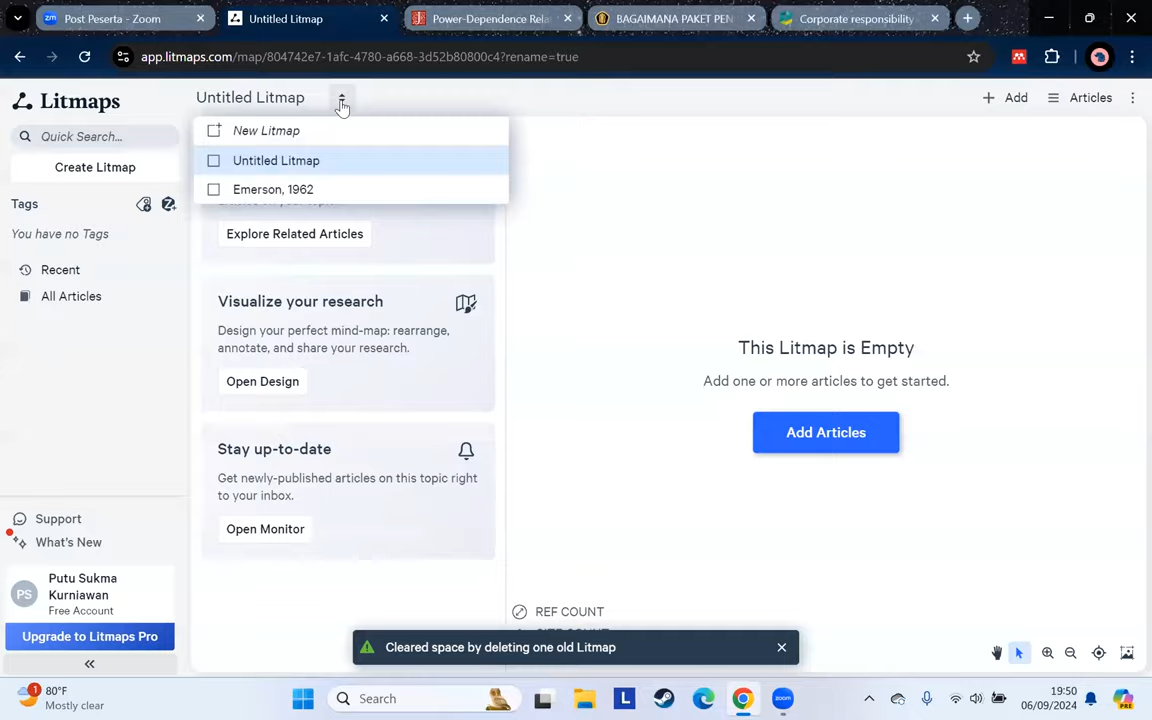 Post Peserta - Zoom
Untitled Litmap
Power-Dependence Rela
BAGAIMANA PAKET PEN
Corporate responsibility
app.litmaps.com/map/804742e7-1afc-4780-a668-3d52b80800c4?rename=true
Litmaps
Untitled Litmap
Add
Articles
Quick Search...
New Litmap
Create Litmap
Untitled Litmap
Emerson, 1962
Tags
You have no Tags
Explore Related Articles
Recent
All Articles
Visualize your research
Design your perfect mind-map: rearrange,
annotate, and share your research.
Open Design
This Litmap is Empty
Add one or more articles to get started.
Add Articles
Stay up-to-date
Get newly-published articles on this topic right
to your inbox.
Open Monitor
Support
What's New
PS
Putu Sukma
Kurniawan
Free Account
Upgrade to Litmaps Pro
REF COUNT
Cleared space by deleting one old Litmap
80°F
Mostly clear
1
Search
L
zoom
PRE
19:50
06/09/2024